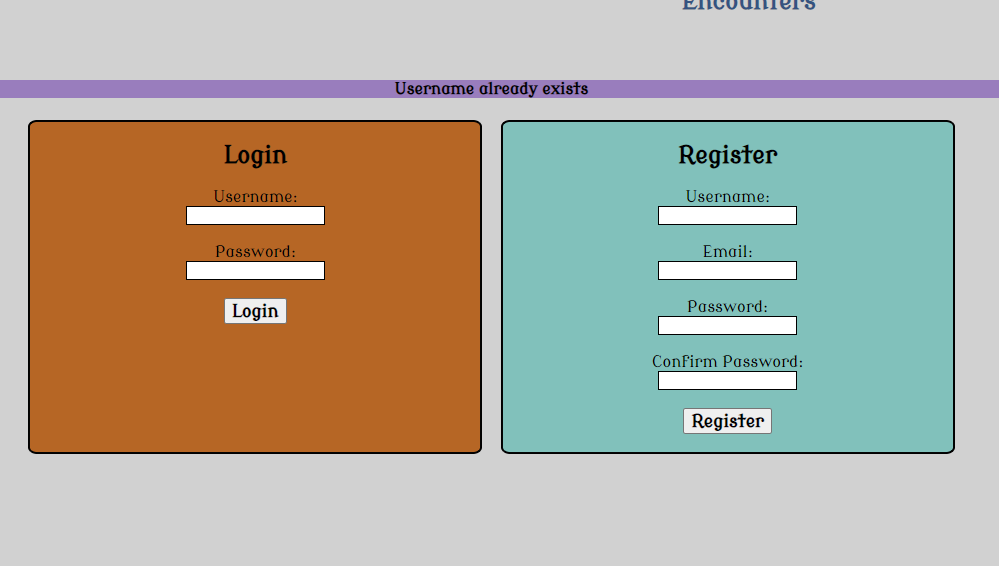 Encounters
Username already exists
Login
Username:
Password:
Login
Register
Username:
Email:
Password:
Confirm Password:
Register